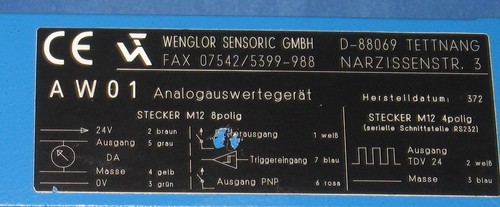 CE WENGLOR SENSORIC GMBH D-88069 TETTNANG
FAX 07542/5399-988 NARZISSENSTR. 3
AW01 Analogauswertegerät Herstelldatum: 372
STECKER M12 8polig
STECKER M12 4polig
(serielle Schnittstelle RS232)
24V 2 braun
Ausgang 5 grau
DA
Masse 4 gelb
0V 3 grün
1 weiß
Triggereingang 7 blau
Ausgang PNP 6 rosa
Ausgang
TDV 24 2 weiß
Masse 3 blau